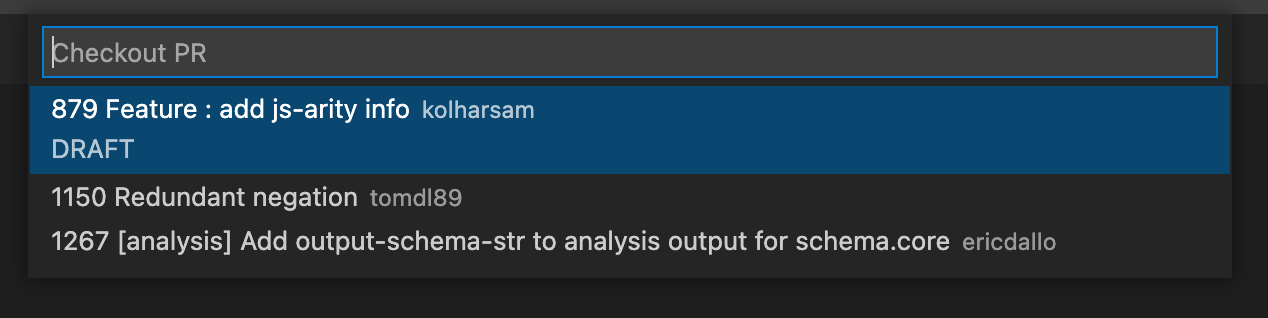 Checkout PR
879 Feature : add js-arity info kolharsam
DRAFT
1150 Redundant negation tomdl89
1267 [analysis] Add output-schema-str to analysis output for schema.core ericdallo